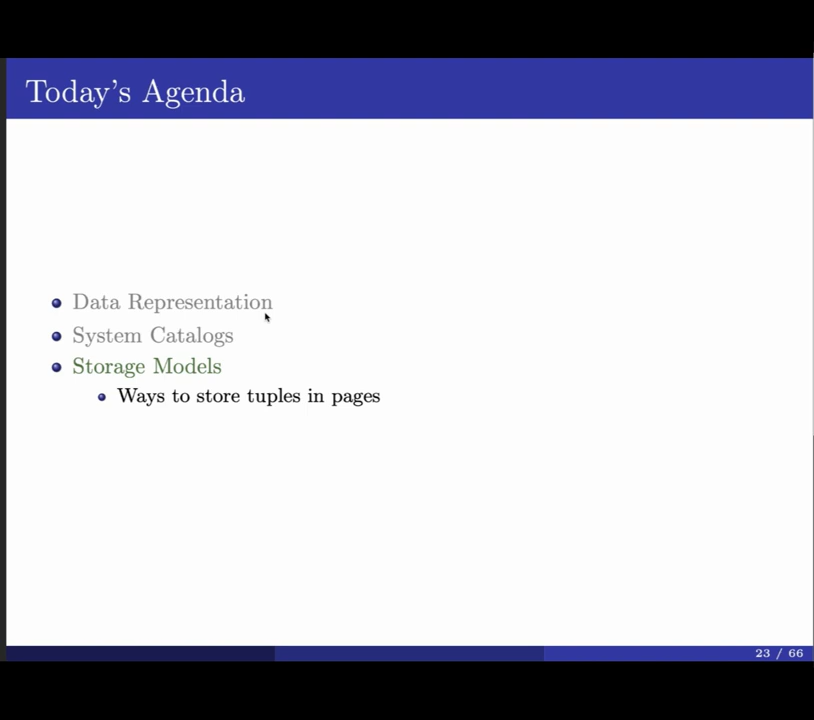 Today's Agenda
Data Representation
System Catalogs
Storage Models
Ways to store tuples in pages
23 / 66